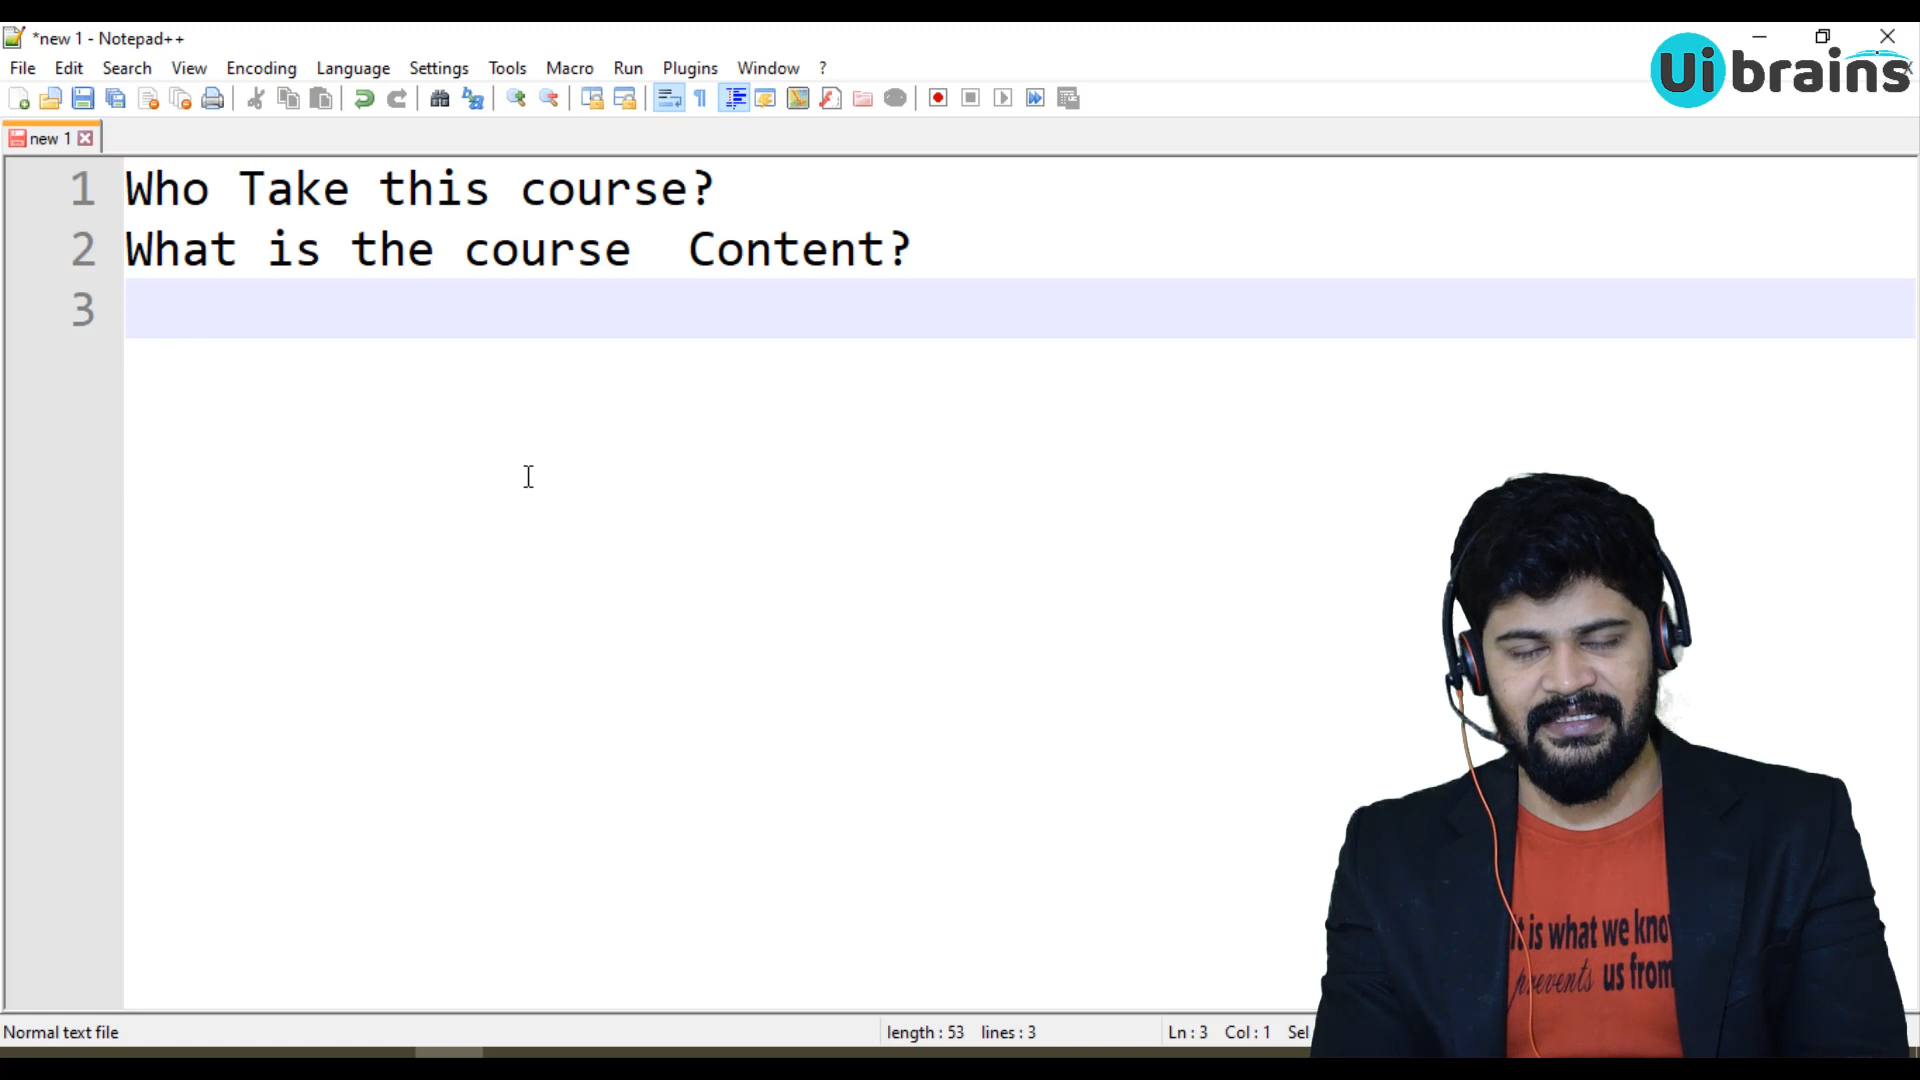 *new 1 - Notepad++
Ui brains
File Edit Search View Encoding Language Settings Tools Macro Run Plugins Window ?
new 1
1 Who Take this course?
2 What is the course  Content?
3
it is what we kno
prevents us from
Normal text file length : 53 lines : 3 Ln : 3 Col : 1 Sel